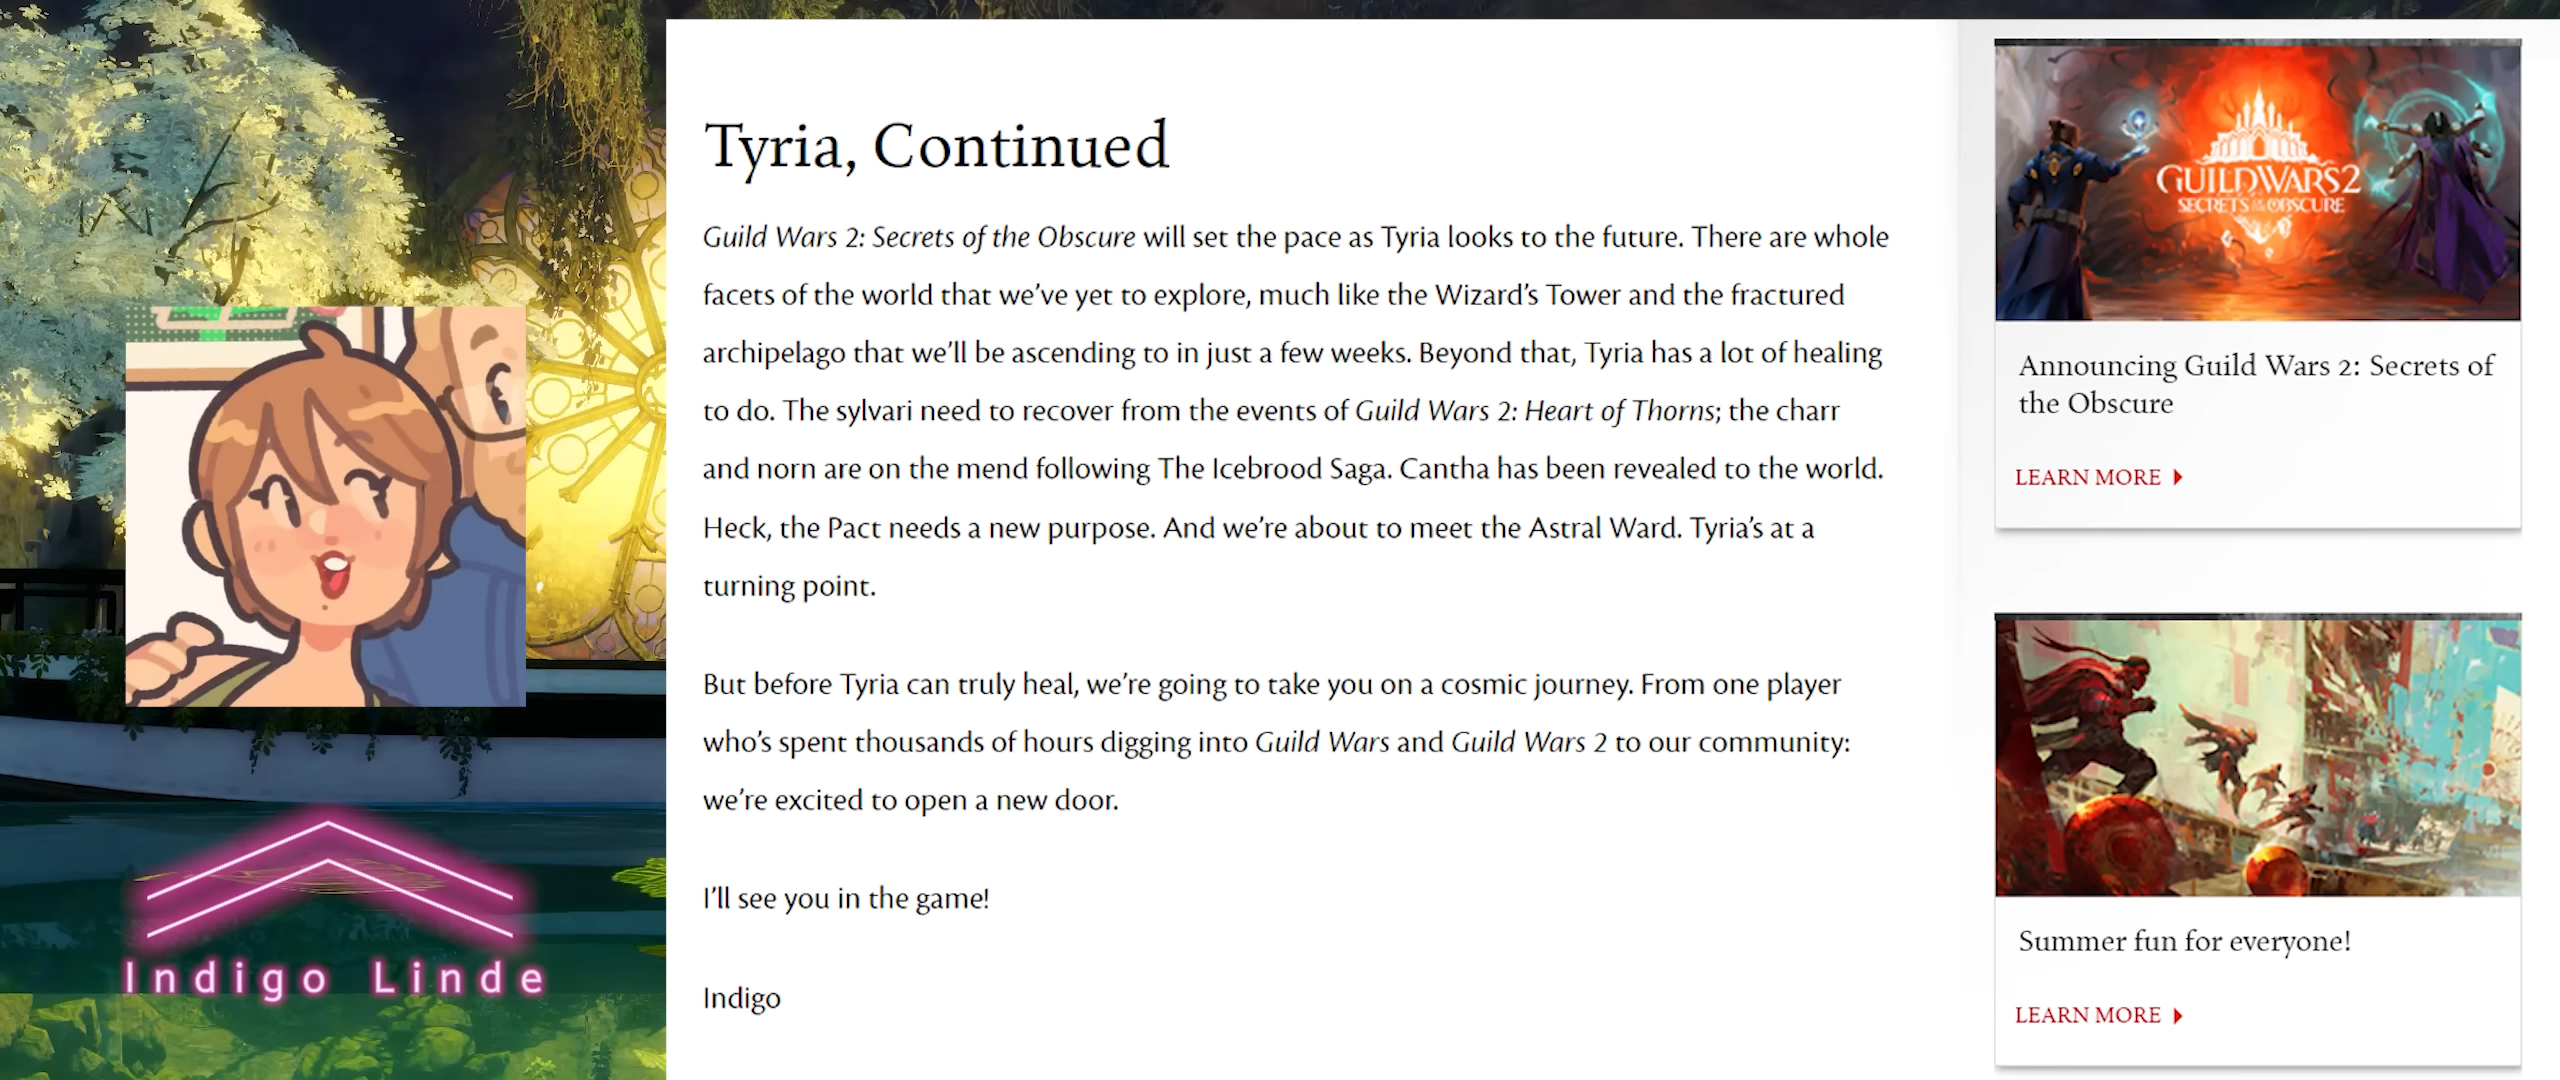 Tyria, Continued
Guild Wars 2: Secrets of the Obscure will set the pace as Tyria looks to the future. There are whole
facets of the world that we've yet to explore, much like the Wizard's Tower and the fractured
archipelago that we'll be ascending to in just a few weeks. Beyond that, Tyria has a lot of healing
to do. The sylvari need to recover from the events of Guild Wars 2: Heart of Thorns; the charr
and norn are on the mend following The Icebrood Saga. Cantha has been revealed to the world.
Heck, the Pact needs a new purpose. And we're about to meet the Astral Ward. Tyria's at a
turning point.
But before Tyria can truly heal, we're going to take you on a cosmic journey. From one player
who's spent thousands of hours digging into Guild Wars and Guild Wars 2 to our community:
we're excited to open a new door.
I'll see you in the game!
Indigo
Indigo Linde
GUILD WARS 2
SECRETS OF THE OBSCURE
Announcing Guild Wars 2: Secrets of
the Obscure
LEARN MORE
Summer fun for everyone!
LEARN MORE